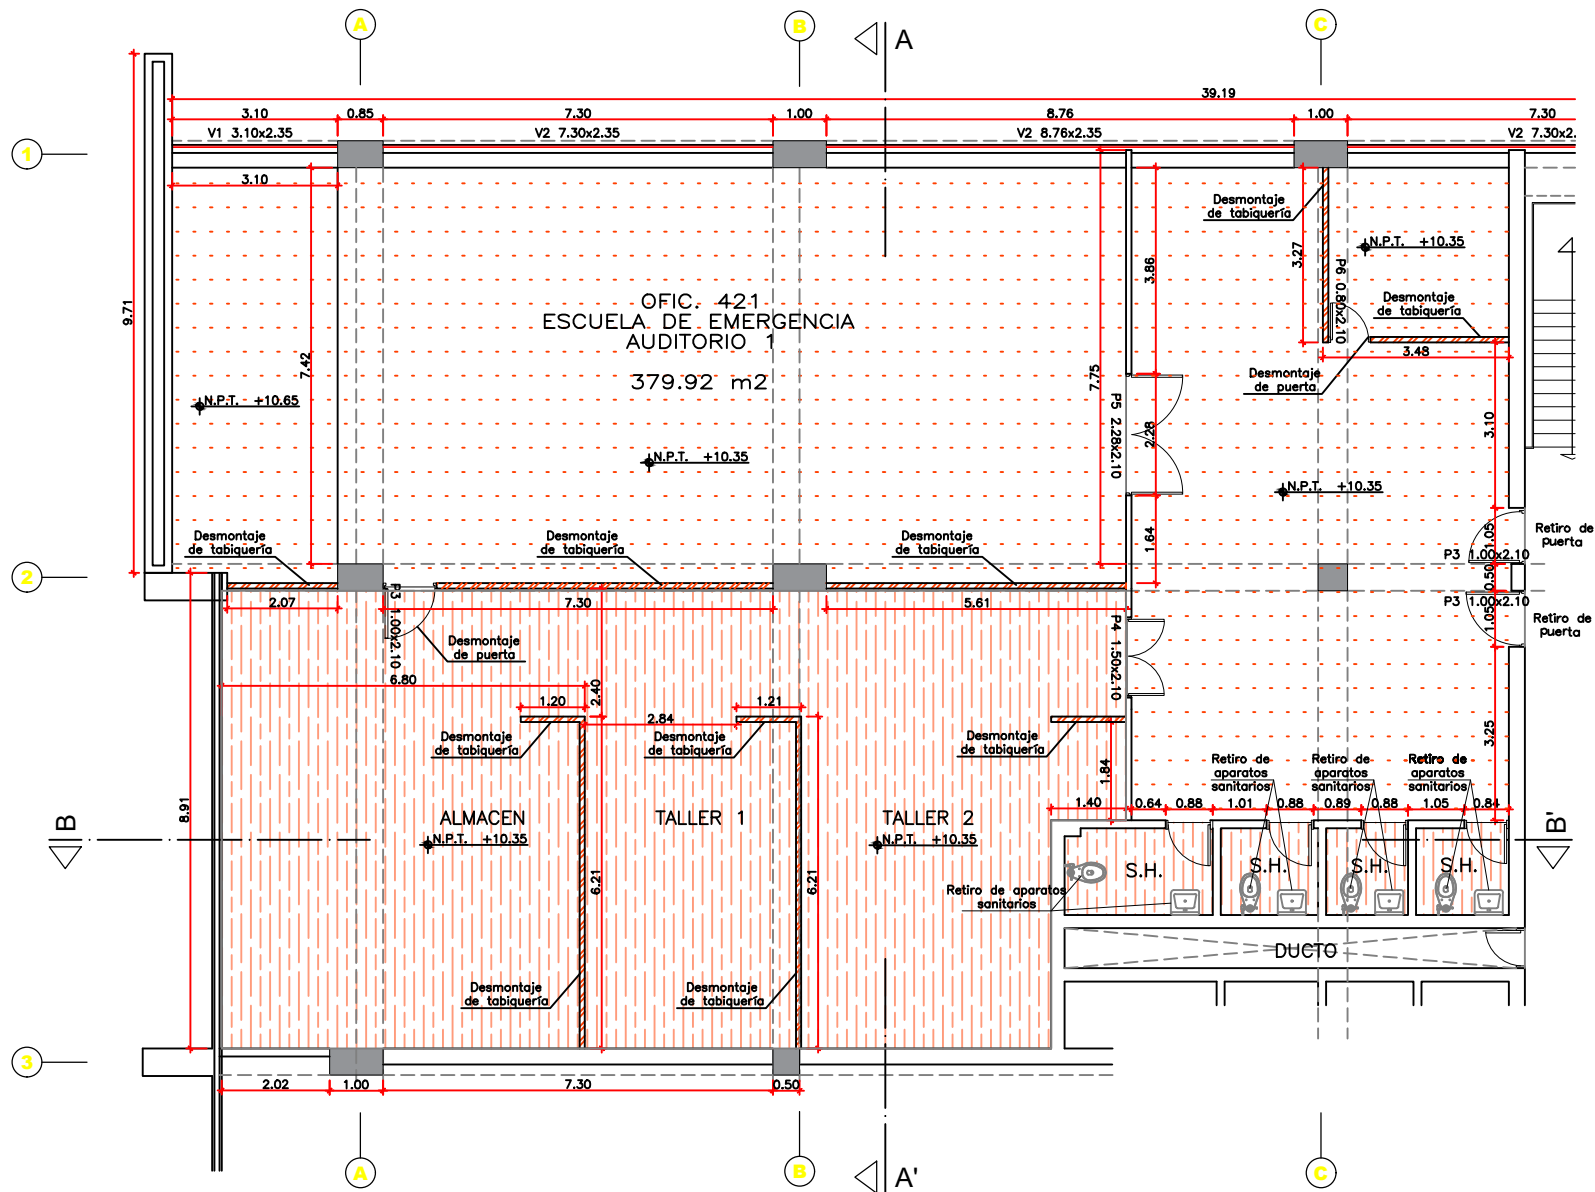 A
B
A
C
39.19
3.10
0.85
7.30
1.00
8.76
1.00
7.30
V1 3.10x2.35
V2 7.30x2.35
V2 8.76x2.35
V2 7.30x2.
1
3.10
Desmontaje
de tabiquería
3.27
3.86
N.P.T. +10.35
P6 0.80x2.10
9.71
OFIC. 421
ESCUELA DE EMERGENCIA
AUDITORIO 1
379.92 m2
Desmontaje
de tabiquería
3.48
Desmontaje
de puerta
7.42
7.75
N.P.T. +10.65
P5 2.28x2.10
2.28
3.10
N.P.T. +10.35
N.P.T. +10.35
Desmontaje
de tabiquería
Desmontaje
de tabiquería
Desmontaje
de tabiquería
1.64
1.05
Retiro de
puerta
P3 1.00x2.10
2
0.50
2.07
P3 1.00x2.10
7.30
5.61
P3 1.00x2.10
1.05
Retiro de
puerta
Desmontaje
de puerta
P4 1.50x2.10
6.80
2.40
1.20
1.21
2.84
Desmontaje
de tabiquería
Desmontaje
de tabiquería
Desmontaje
de tabiquería
1.84
3.25
Retiro de
aparatos
sanitarios
Retiro de
aparatos
sanitarios
Retiro de
aparatos
sanitarios
8.91
1.40
0.64
0.88
1.01
0.88
0.89
0.88
1.05
0.84
B
ALMACEN
TALLER 1
TALLER 2
B'
N.P.T. +10.35
N.P.T. +10.35
6.21
6.21
S.H.
S.H.
S.H.
S.H.
Retiro de aparatos
sanitarios
DUCTO
Desmontaje
de tabiquería
Desmontaje
de tabiquería
3
2.02
1.00
7.30
0.50
A
B
A'
C